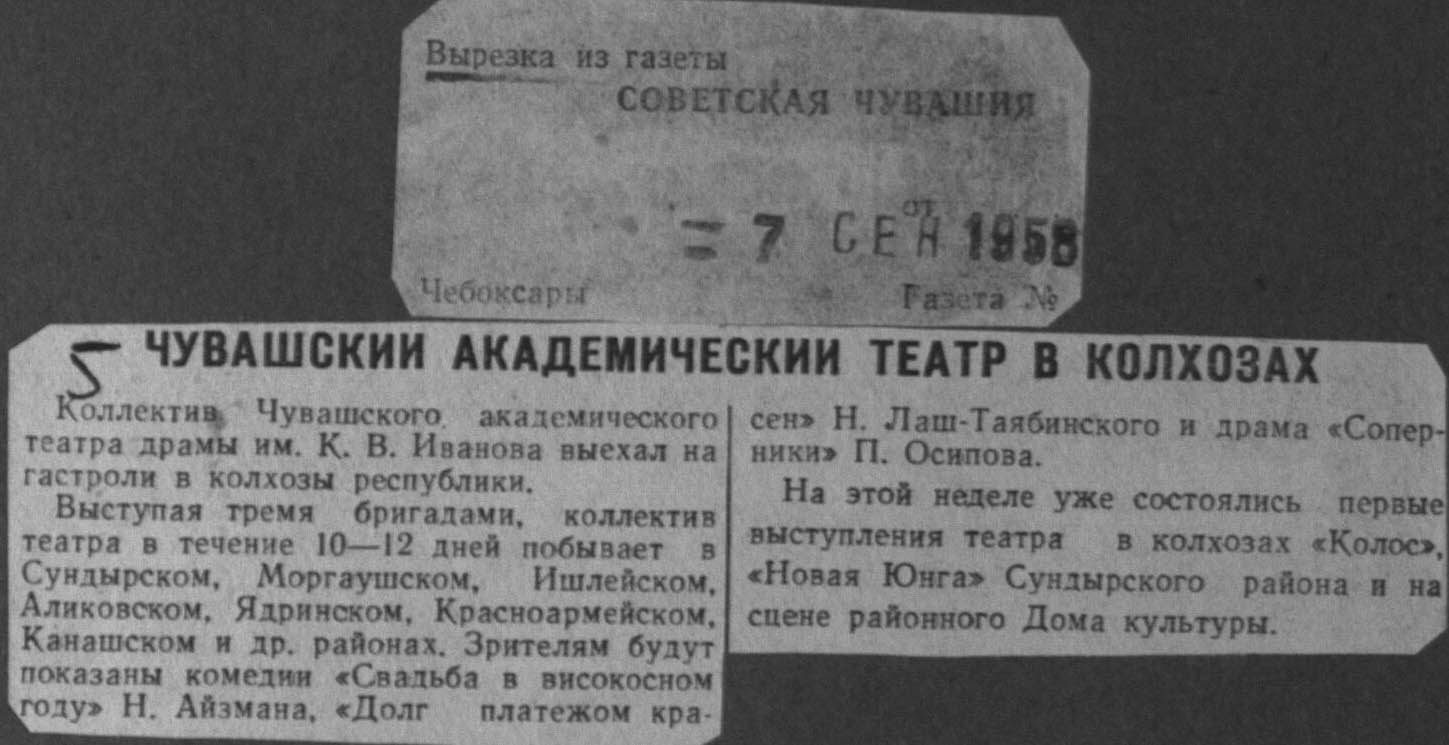 Вырезка из газеты
СОВЕТСКАЯ ЧУВАШИЯ
от
= 7 СЕН 1958
Чебоксары Газета №
5 ЧУВАШСКИЙ АКАДЕМИЧЕСКИЙ ТЕАТР В КОЛХОЗАХ
Коллектив Чувашского академического
театра драмы им. К. В. Иванова выехал на
гастроли в колхозы республики.
Выступая тремя бригадами, коллектив
театра в течение 10—12 дней побывает в
Сундырском, Моргаушском, Ишлейском,
Аликовском, Ядринском, Красноармейском,
Канашском и др. районах. Зрителям будут
показаны комедии «Свадьба в високосном
году» Н. Айзмана, «Долг платежом кра-
сен» Н. Лаш-Таябинского и драма «Сопер-
ники» П. Осипова.
На этой неделе уже состоялись первые
выступления театра в колхозах «Колос»,
«Новая Юнга» Сундырского района и на
сцене районного Дома культуры.